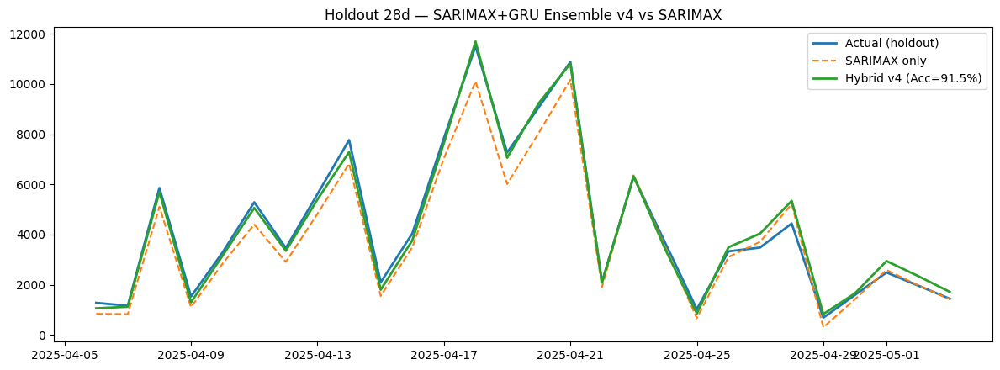 Holdout 28d — SARIMAX+GRU Ensemble v4 vs SARIMAX
Actual (holdout)
SARIMAX only
Hybrid v4 (Acc=91.5%)
12000
10000
8000
6000
4000
2000
0
2025-04-05 2025-04-09 2025-04-13 2025-04-17 2025-04-21 2025-04-25 2025-04-29 2025-05-01